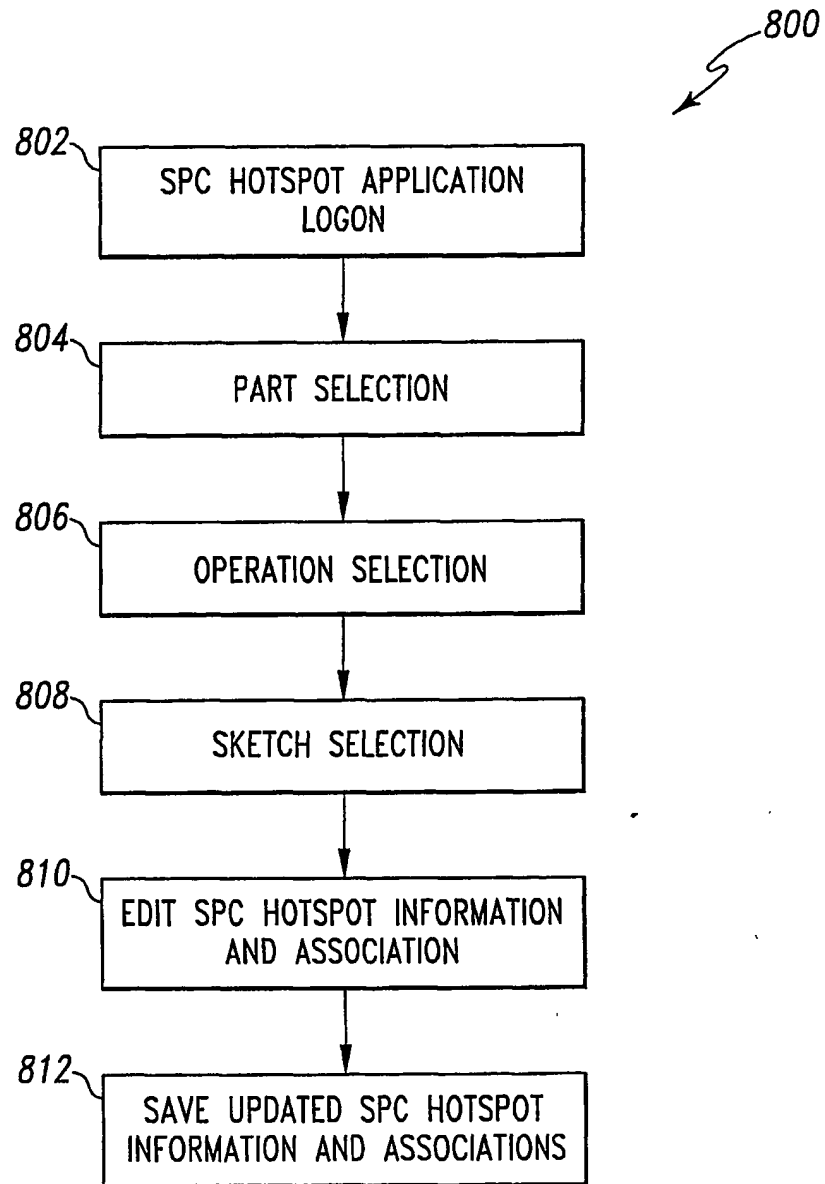 800
802
SPC HOTSPOT APPLICATION
LOGON
804
PART SELECTION
806
OPERATION SELECTION
808
SKETCH SELECTION
810
EDIT SPC HOTSPOT INFORMATION
AND ASSOCIATION
812
SAVE UPDATED SPC HOTSPOT
INFORMATION AND ASSOCIATIONS